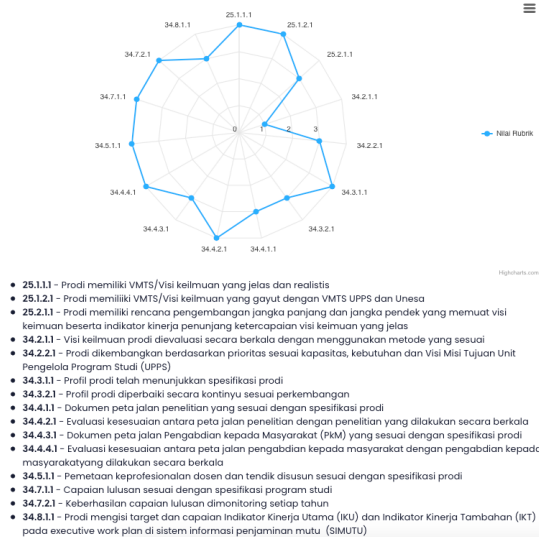 25.1.1.1
34.8.1.1
25.1.2.1
34.7.2.1
25.2.1.1
34.7.1.1
34.2.1.1
0
1
2
3
Nilai Rubrik
34.5.1.1
34.2.2.1
34.4.4.1
34.3.1.1
34.4.3.1
34.3.2.1
34.4.2.1
34.4.1.1
Highcharts.com
25.1.1.1 - Prodi memiliki VMTS/Visi keilmuan yang jelas dan realistis
25.1.2.1 - Prodi memiliiki VMTS/Visi keilmuan yang gayut dengan VMTS UPPS dan Unesa
25.2.1.1 - Prodi memiliki rencana pengembangan jangka panjang dan jangka pendek yang memuat visi
keimuan beserta indikator kinerja penunjang ketercapaian visi keimuan yang jelas
34.2.1.1 - Visi keilmuan prodi dievaluasi secara berkala dengan menggunakan metode yang sesuai
34.2.2.1 - Prodi dikembangkan berdasarkan prioritas sesuai kapasitas, kebutuhan dan Visi Misi Tujuan Unit
Pengelola Program Studi (UPPS)
34.3.1.1 - Profil prodi telah menunjukkan spesifikasi prodi
34.3.2.1 - Profil prodi diperbaiki secara kontinyu sesuai perkembangan
34.4.1.1 - Dokumen peta jalan penelitian yang sesuai dengan spesifikasi prodi
34.4.2.1 - Evaluasi kesesuaian antara peta jalan penelitian dengan penelitian yang dilakukan secara berkala
34.4.3.1 - Dokumen peta jalan Pengabdian kepada Masyarakat (PkM) yang sesuai dengan spesifikasi prodi
34.4.4.1 - Evaluasi kesesuaian antara peta jalan pengabdian kepada masyarakat dengan pengabdian kepada
masyarakatyang dilakukan secara berkala
34.5.1.1 - Pemetaan keprofesionalan dosen dan tendik disusun sesuai dengan spesifikasi prodi
34.7.1.1 - Capaian lulusan sesuai dengan spesifikasi program studi
34.7.2.1 - Keberhasilan capaian lulusan dimonitoring setiap tahun
34.8.1.1 - Prodi mengisi target dan capaian Indikator Kinerja Utama (IKU) dan Indikator Kinerja Tambahan (IKT)
pada executive work plan di sistem informasi penjaminan mutu (SIMUTU)